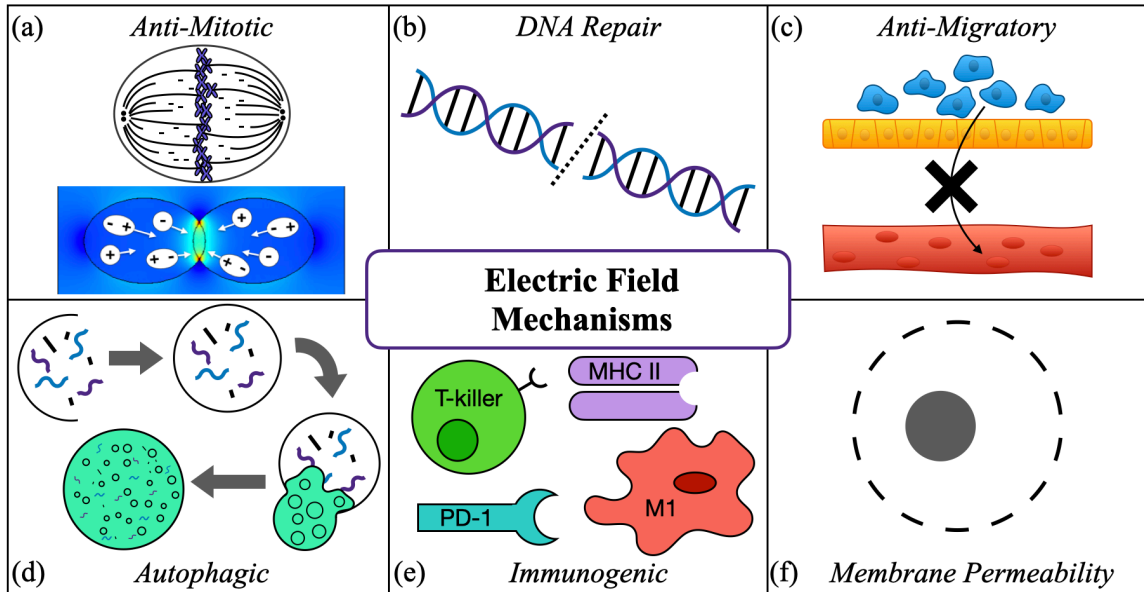 (a) Anti-Mitotic
(b) DNA Repair
(c) Anti-Migratory
- + - + - +
+ + - + - -
Electric Field
Mechanisms
T-killer
MHC II
PD-1
M1
(d) Autophagic
(e) Immunogenic
(f) Membrane Permeability